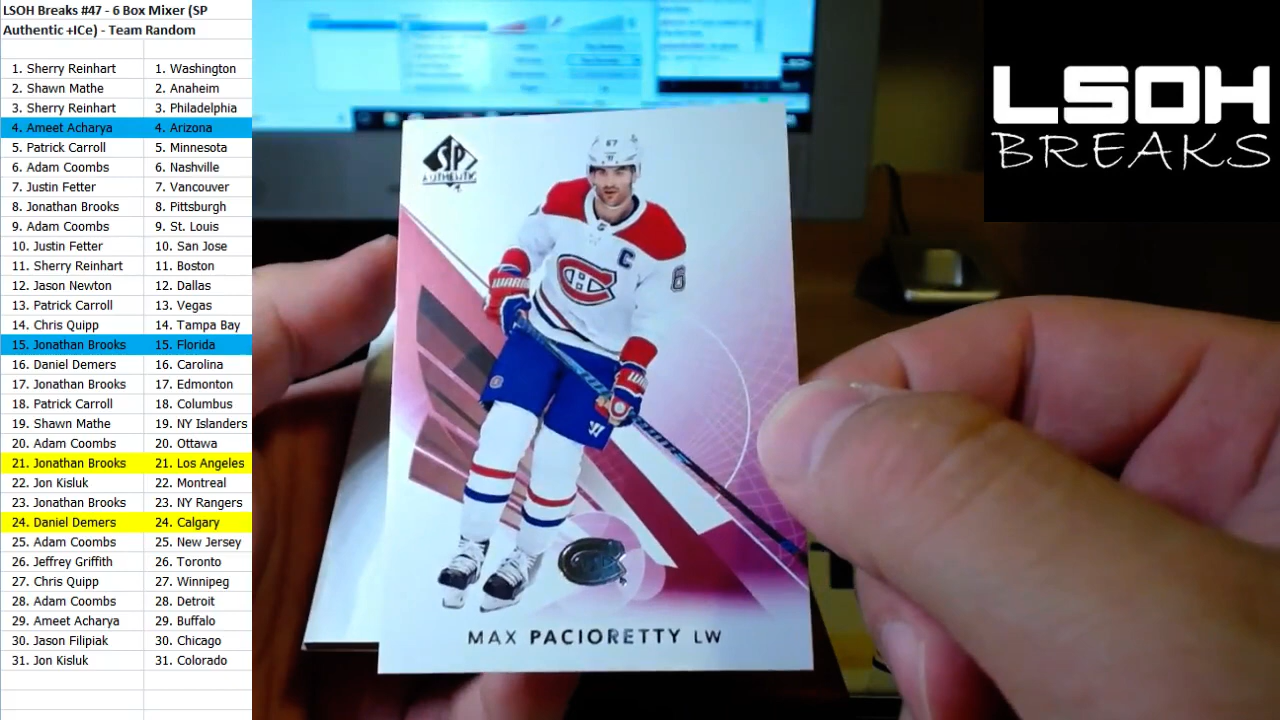 LSOH Breaks #47 - 6 Box Mixer (SP
Authentic +ICe) - Team Random
1. Sherry Reinhart 1. Washington
2. Shawn Mathe 2. Anaheim
3. Sherry Reinhart 3. Philadelphia
4. Ameet Acharya 4. Arizona
5. Patrick Carroll 5. Minnesota
6. Adam Coombs 6. Nashville
7. Justin Fetter 7. Vancouver
8. Jonathan Brooks 8. Pittsburgh
9. Adam Coombs 9. St. Louis
10. Justin Fetter 10. San Jose
11. Sherry Reinhart 11. Boston
12. Jason Newton 12. Dallas
13. Patrick Carroll 13. Vegas
14. Chris Quipp 14. Tampa Bay
15. Jonathan Brooks 15. Florida
16. Daniel Demers 16. Carolina
17. Jonathan Brooks 17. Edmonton
18. Patrick Carroll 18. Columbus
19. Shawn Mathe 19. NY Islanders
20. Adam Coombs 20. Ottawa
21. Jonathan Brooks 21. Los Angeles
22. Jon Kisluk 22. Montreal
23. Jonathan Brooks 23. NY Rangers
24. Daniel Demers 24. Calgary
25. Adam Coombs 25. New Jersey
26. Jeffrey Griffith 26. Toronto
27. Chris Quipp 27. Winnipeg
28. Adam Coombs 28. Detroit
29. Ameet Acharya 29. Buffalo
30. Jason Filipiak 30. Chicago
31. Jon Kisluk 31. Colorado
LSOH
BREAKS
SP
AUTHENTIC
67
C
6
MAX PACIORETTY LW